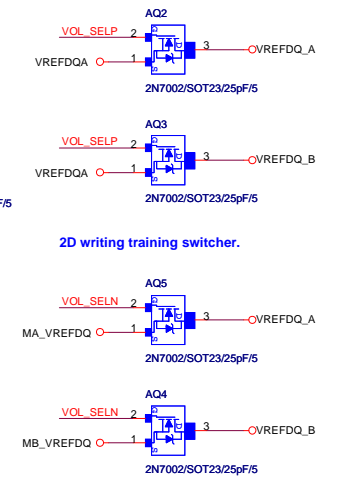 AQ2
VOL_SELP 2 G D
3 VREFDQ_A
VREFDQA 1 S
2N7002/SOT23/25pF/5
AQ3
VOL_SELP 2 G D
3 VREFDQ_B
VREFDQA 1 S
2N7002/SOT23/25pF/5
F/5
2D writing training switcher.
AQ5
VOL_SELN 2 G D
3 VREFDQ_A
MA_VREFDQ 1 S
2N7002/SOT23/25pF/5
AQ4
VOL_SELN 2 G D
3 VREFDQ_B
MB_VREFDQ 1 S
2N7002/SOT23/25pF/5